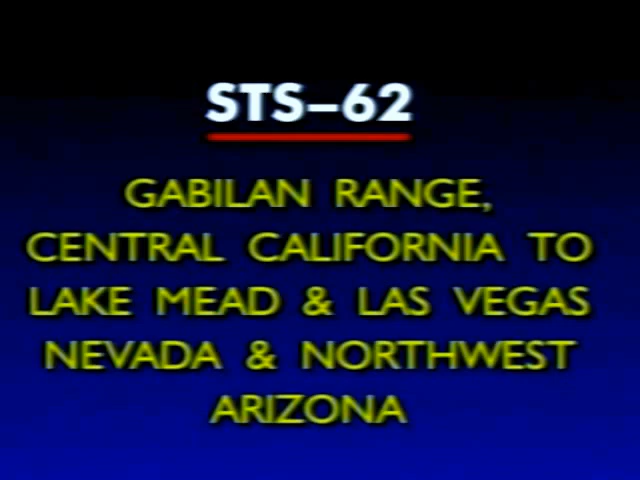 STS-62
GABILAN RANGE,
CENTRAL CALIFORNIA TO
LAKE MEAD & LAS VEGAS
NEVADA & NORTHWEST
ARIZONA